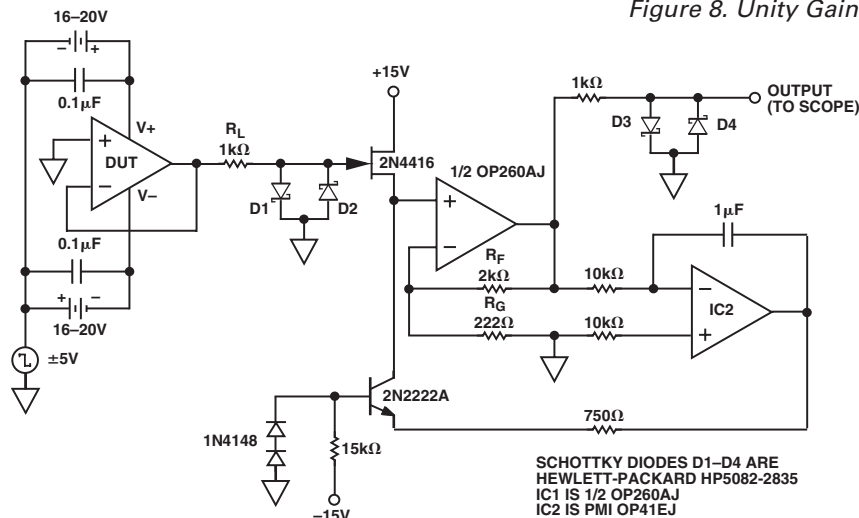 Figure 8. Unity Gain
16–20V
– +
+15V
0.1µF
V+
1kΩ
OUTPUT
(TO SCOPE)
RL
1kΩ
D3
D4
+
DUT
–
2N4416
1/2 OP260AJ
V–
D1
D2
+
–
1µF
0.1µF
RF
2kΩ
10kΩ
–
IC2
+
+ –
16–20V
RG
222Ω
10kΩ
±5V
2N2222A
750Ω
1N4148
15kΩ
–15V
SCHOTTKY DIODES D1–D4 ARE
HEWLETT-PACKARD HP5082-2835
IC1 IS 1/2 OP260AJ
IC2 IS PMI OP41EJ